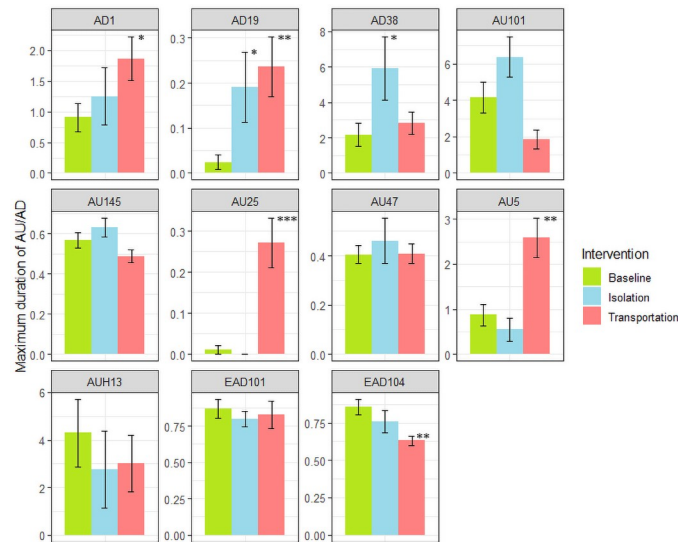 AD1 AD19 AD38 AU101
* * ** *
2.0 1.5 1.0 0.5 0.0
0.3 0.2 0.1 0.0
8 6 4 2 0
6 4 2 0
AU145 AU25 AU47 AU5
*** **
0.6 0.4 0.2 0.0
0.3 0.2 0.1 0.0
0.4 0.2 0.0
3 2 1 0
AUH13 EAD101 EAD104
**
6 4 2 0
0.75 0.50 0.25 0.00
0.75 0.50 0.25 0.00
Maximum duration of AU/AD
Intervention
Baseline
Isolation
Transportation